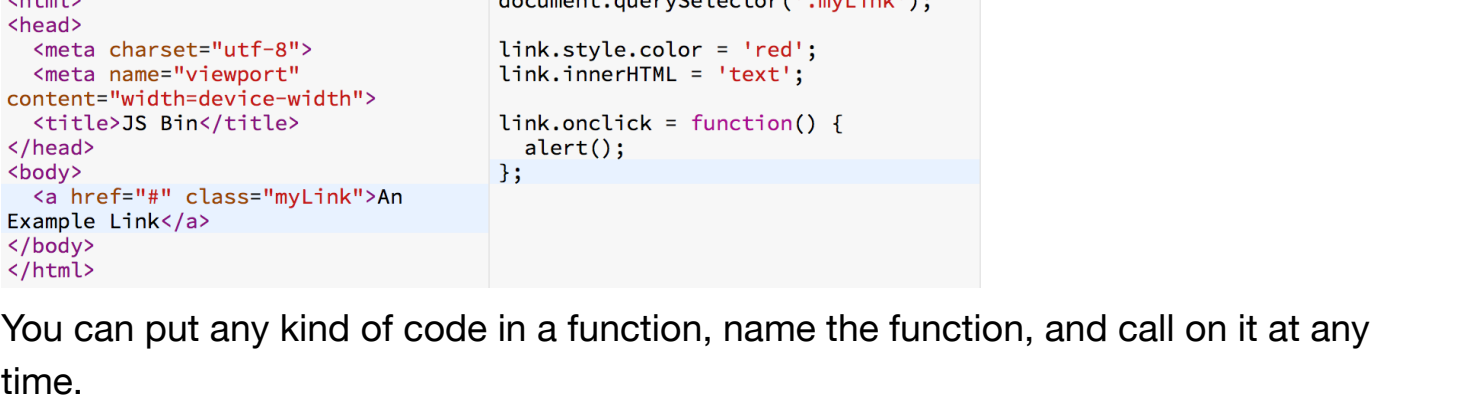 <html>
<head>
  <meta charset="utf-8">
  <meta name="viewport"
content="width=device-width">
  <title>JS Bin</title>
</head>
<body>
  <a href="#" class="myLink">An
Example Link</a>
</body>
</html>
document.querySelector('.myLink');

link.style.color = 'red';
link.innerHTML = 'text';

link.onclick = function() {
  alert();
};
You can put any kind of code in a function, name the function, and call on it at any
time.